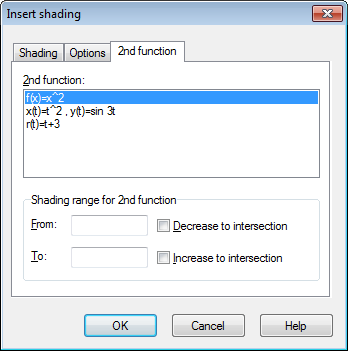 Insert shading
Shading Options 2nd function
2nd function:
f(x)=x^2
x(t)=t^2 , y(t)=sin 3t
r(t)=t+3
Shading range for 2nd function
From: Decrease to intersection
To: Increase to intersection
OK Cancel Help